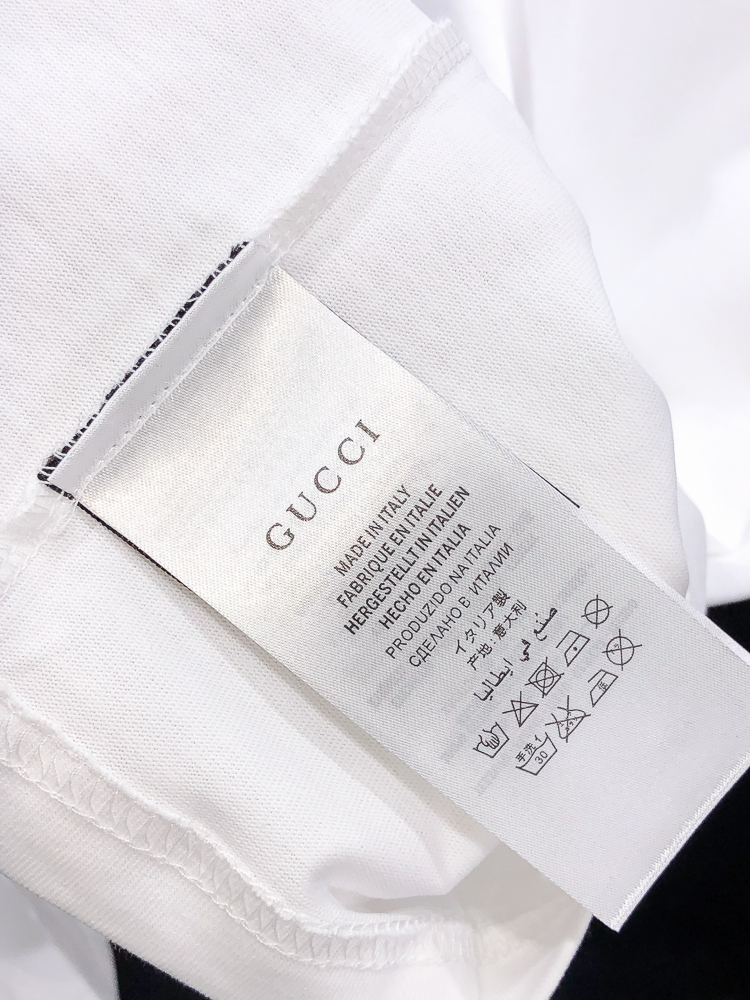 GUCCI
MADE IN ITALY
FABRIQUE EN ITALIE
HERGESTELLT IN ITALIEN
HECHO EN ITALIA
PRODUZIDO NA ITALIA
СДЕЛАНО В ИТАЛИИ
イタリア製
产地:意大利
صنع في ايطاليا
手洗イ
30